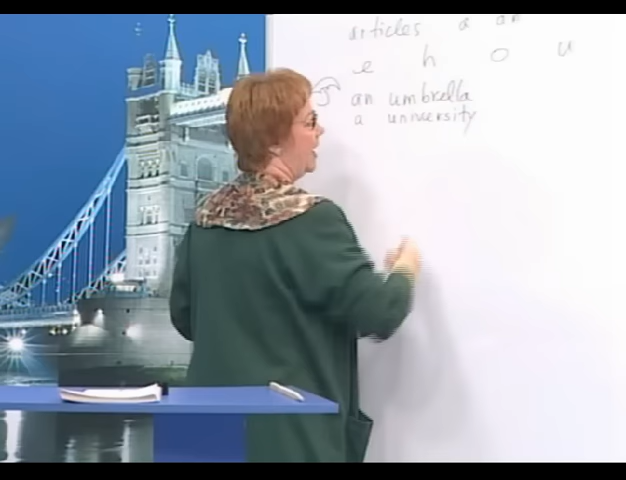 articles a an
e h o u
an umbrella
a university